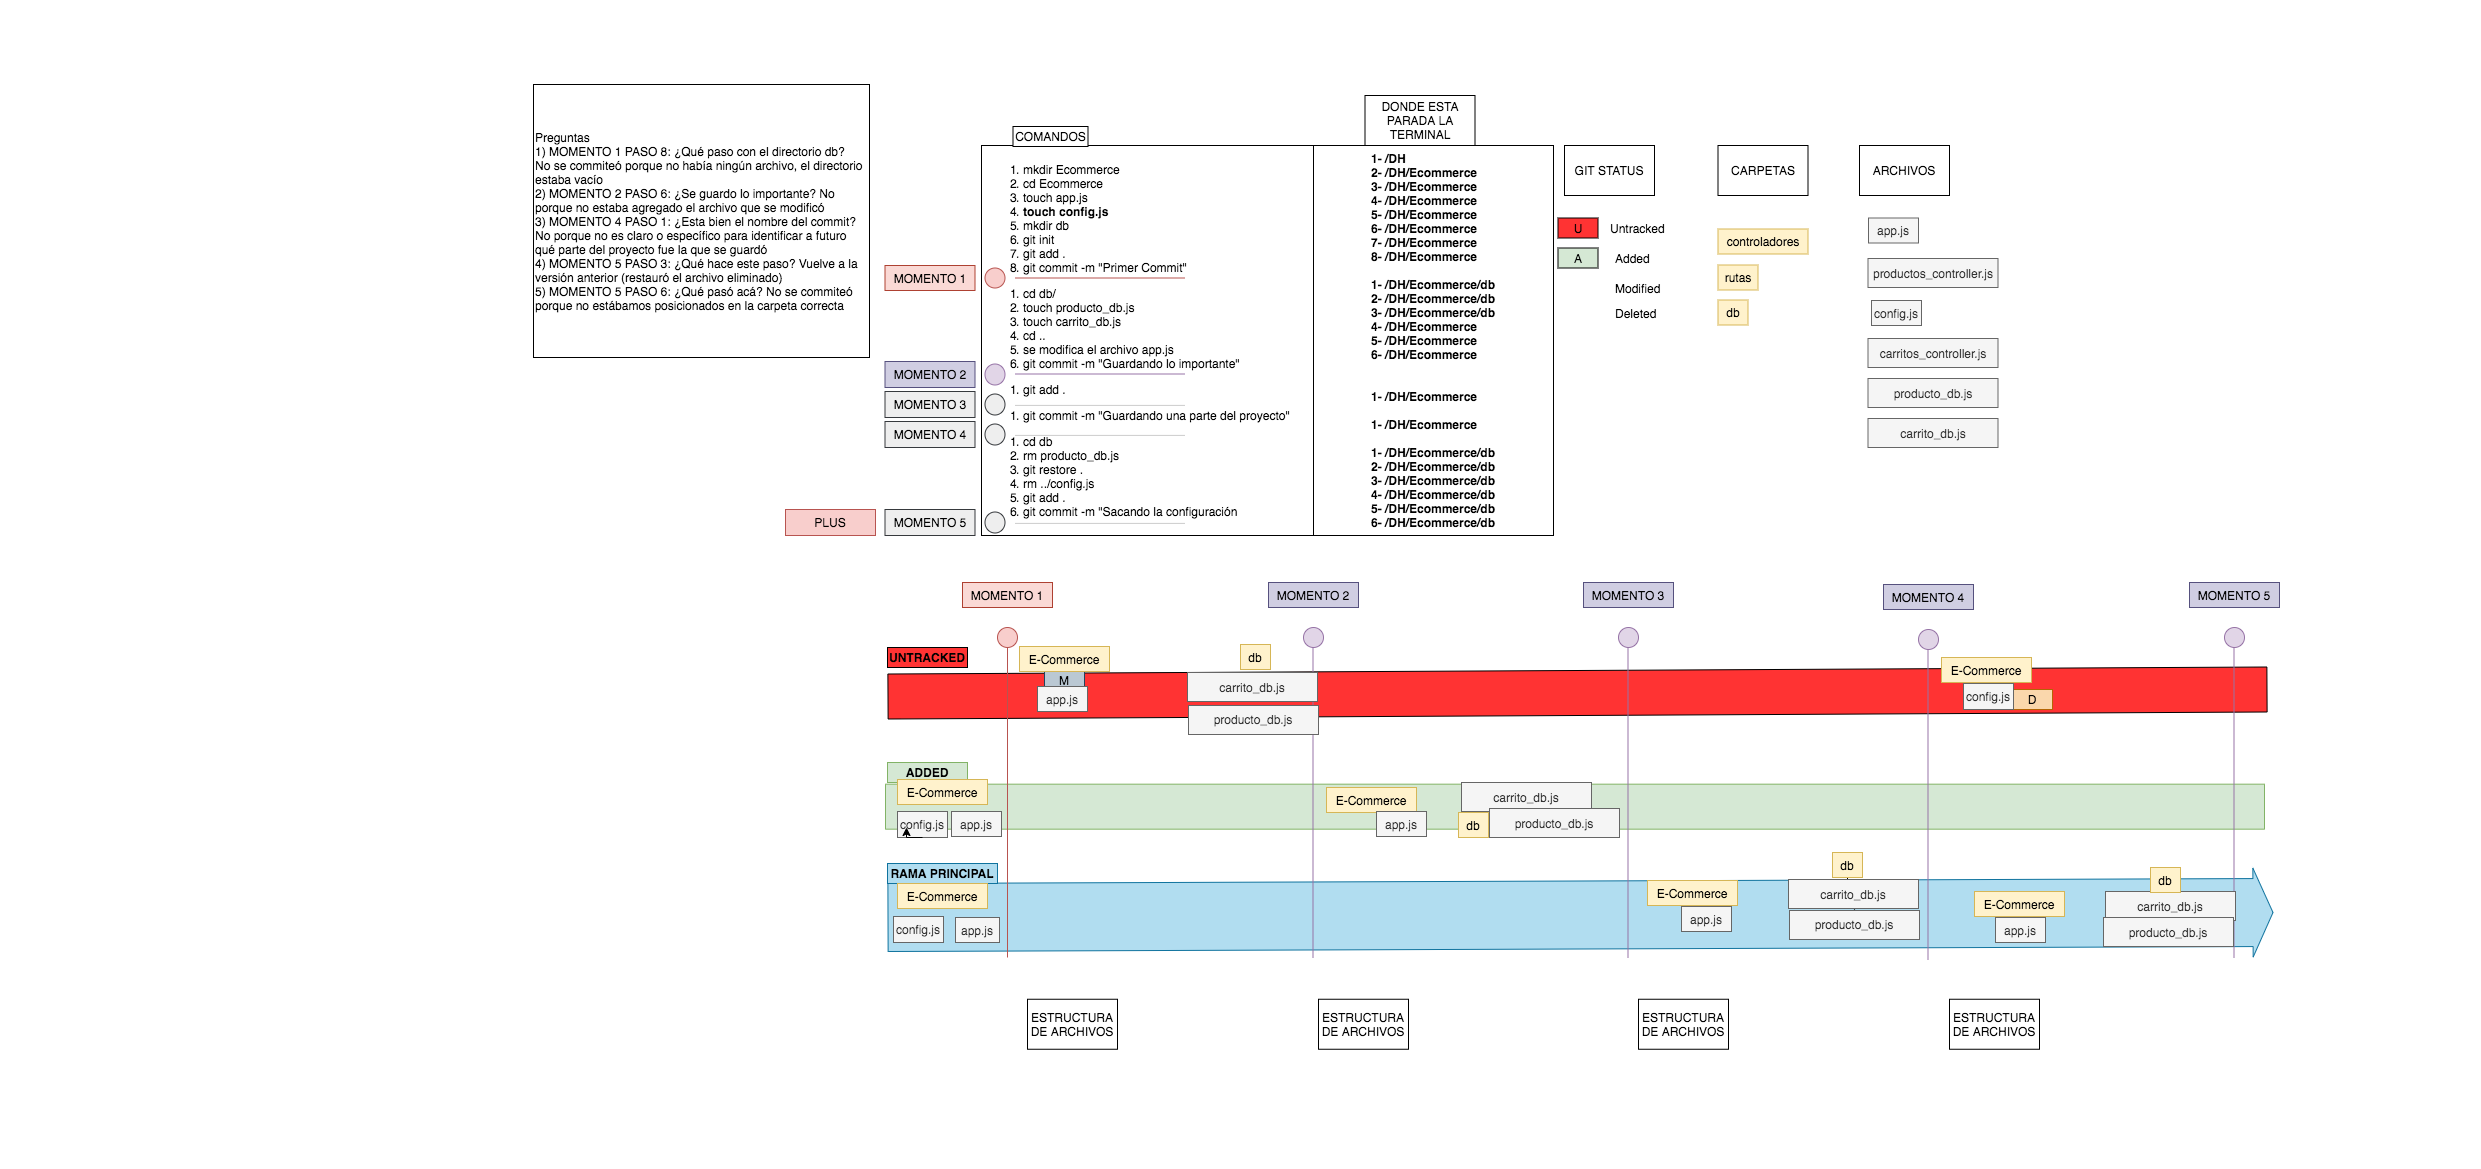 Preguntas
1) MOMENTO 1 PASO 8: ¿Qué paso con el directorio db?
No se commiteó porque no había ningún archivo, el directorio
estaba vacío
2) MOMENTO 2 PASO 6: ¿Se guardo lo importante? No
porque no estaba agregado el archivo que se modificó
3) MOMENTO 4 PASO 1: ¿Esta bien el nombre del commit?
No porque no es claro o específico para identificar a futuro
qué parte del proyecto fue la que se guardó
4) MOMENTO 5 PASO 3: ¿Qué hace este paso? Vuelve a la
versión anterior (restauró el archivo eliminado)
5) MOMENTO 5 PASO 6: ¿Qué pasó acá? No se commiteó
porque no estábamos posicionados en la carpeta correcta
COMANDOS
1. mkdir Ecommerce
2. cd Ecommerce
3. touch app.js
4. touch config.js
5. mkdir db
6. git init
7. git add .
8. git commit -m "Primer Commit"
MOMENTO 1
1. cd db/
2. touch producto_db.js
3. touch carrito_db.js
4. cd ..
5. se modifica el archivo app.js
6. git commit -m "Guardando lo importante"
MOMENTO 2
1. git add .
MOMENTO 3
1. git commit -m "Guardando una parte del proyecto"
MOMENTO 4
1. cd db
2. rm producto_db.js
3. git restore .
4. rm ../config.js
5. git add .
6. git commit -m "Sacando la configuración
PLUS
MOMENTO 5
DONDE ESTA
PARADA LA
TERMINAL
1- /DH
2- /DH/Ecommerce
3- /DH/Ecommerce
4- /DH/Ecommerce
5- /DH/Ecommerce
6- /DH/Ecommerce
7- /DH/Ecommerce
8- /DH/Ecommerce
1- /DH/Ecommerce/db
2- /DH/Ecommerce/db
3- /DH/Ecommerce/db
4- /DH/Ecommerce
5- /DH/Ecommerce
6- /DH/Ecommerce
1- /DH/Ecommerce
1- /DH/Ecommerce
1- /DH/Ecommerce/db
2- /DH/Ecommerce/db
3- /DH/Ecommerce/db
4- /DH/Ecommerce/db
5- /DH/Ecommerce/db
6- /DH/Ecommerce/db
GIT STATUS
U Untracked
A Added
Modified
Deleted
CARPETAS
controladores
rutas
db
ARCHIVOS
app.js
productos_controller.js
config.js
carritos_controller.js
producto_db.js
carrito_db.js
MOMENTO 1
MOMENTO 2
MOMENTO 3
MOMENTO 4
MOMENTO 5
UNTRACKED
E-Commerce
M
app.js
db
carrito_db.js
producto_db.js
E-Commerce
config.js
D
ADDED
E-Commerce
config.js
app.js
E-Commerce
app.js
carrito_db.js
db
producto_db.js
RAMA PRINCIPAL
E-Commerce
config.js
app.js
E-Commerce
app.js
db
carrito_db.js
producto_db.js
E-Commerce
app.js
db
carrito_db.js
producto_db.js
ESTRUCTURA
DE ARCHIVOS
ESTRUCTURA
DE ARCHIVOS
ESTRUCTURA
DE ARCHIVOS
ESTRUCTURA
DE ARCHIVOS